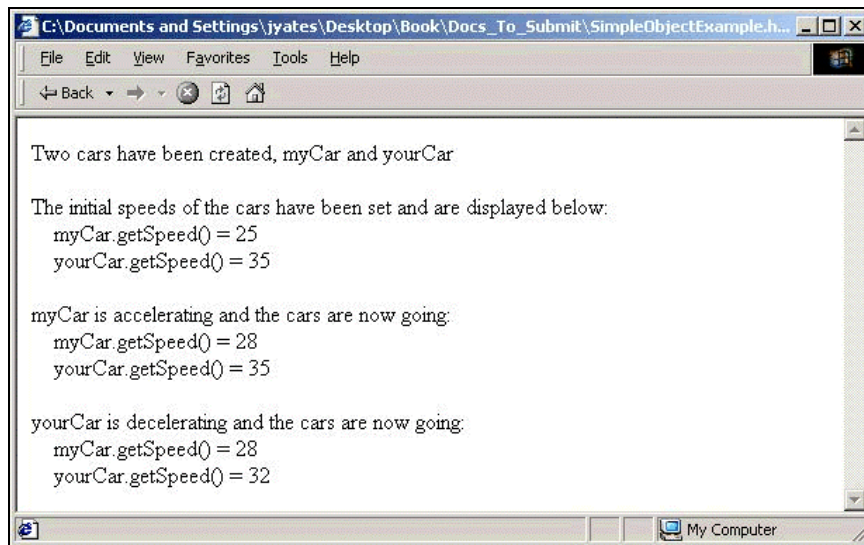 C:\Documents and Settings\jyates\Desktop\Book\Docs_To_Submit\SimpleObjectExample.h...
File Edit View Favorites Tools Help
Back
Two cars have been created, myCar and yourCar
The initial speeds of the cars have been set and are displayed below:
myCar.getSpeed() = 25
yourCar.getSpeed() = 35
myCar is accelerating and the cars are now going:
myCar.getSpeed() = 28
yourCar.getSpeed() = 35
yourCar is decelerating and the cars are now going:
myCar.getSpeed() = 28
yourCar.getSpeed() = 32
My Computer